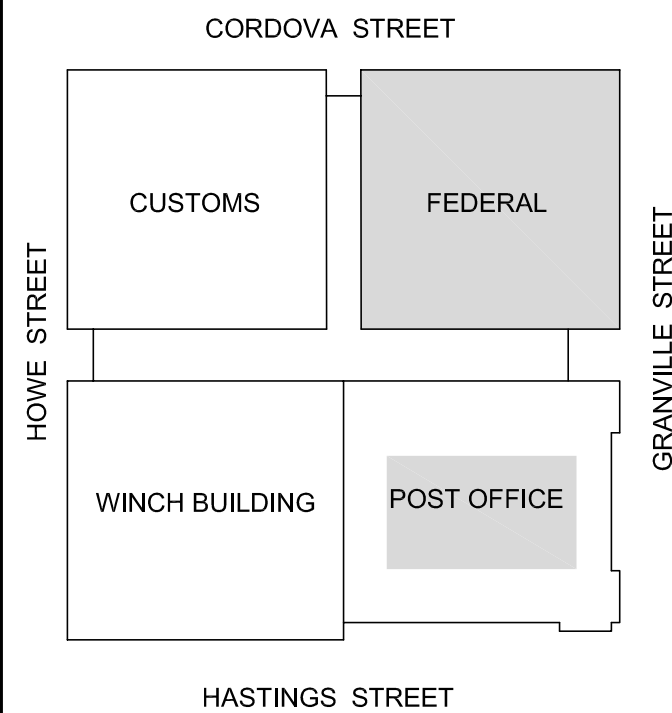 CORDOVA STREET
CUSTOMS
FEDERAL
HOWE STREET
GRANVILLE STREET
WINCH BUILDING
POST OFFICE
HASTINGS STREET